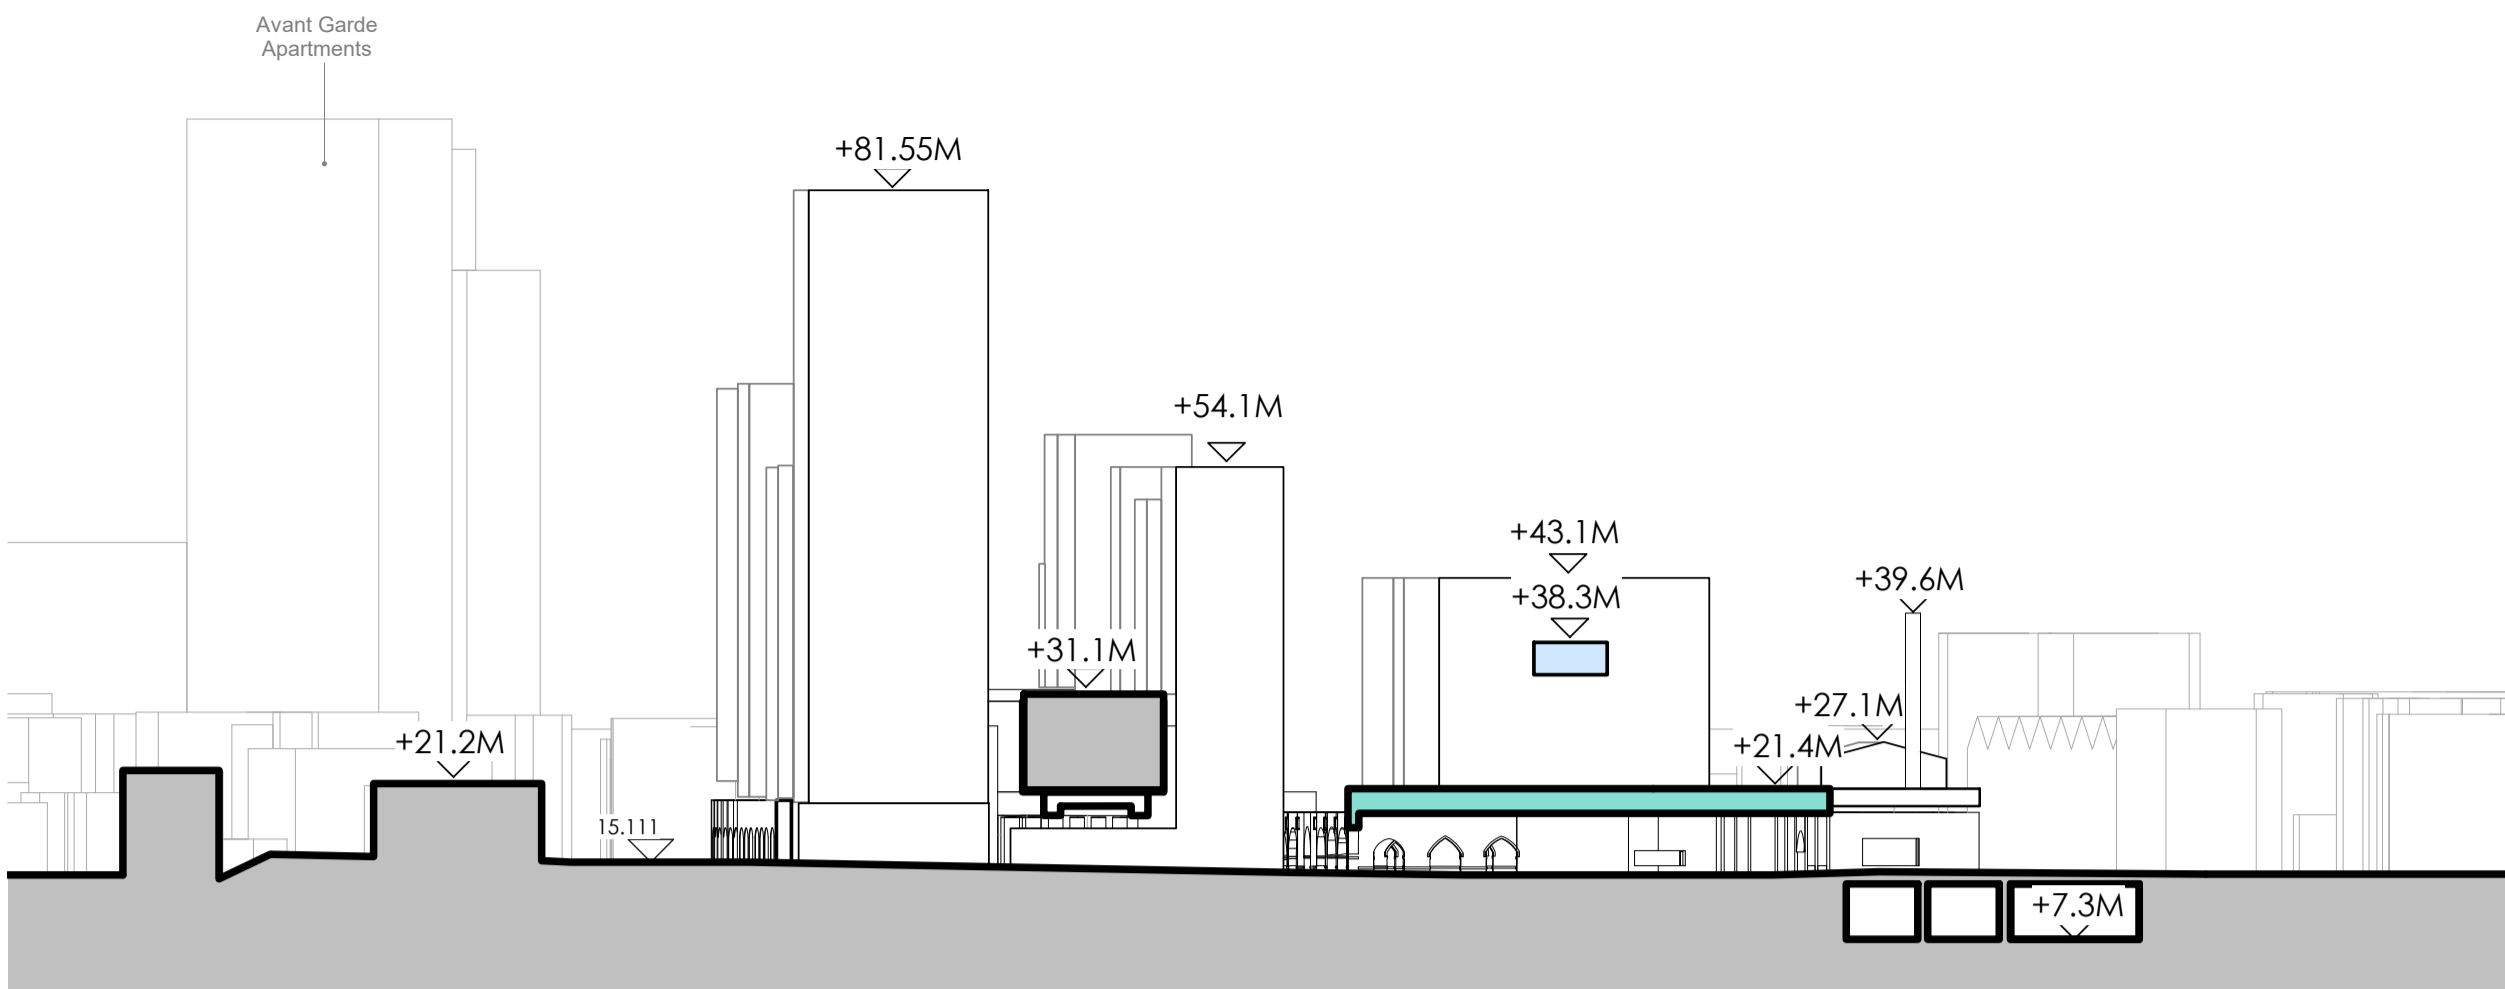 Avant Garde
Apartments
+81.55M
+54.1M
+43.1M
+38.3M
+39.6M
+31.1M
+27.1M
+21.2M
+21.4M
15.111
+7.3M